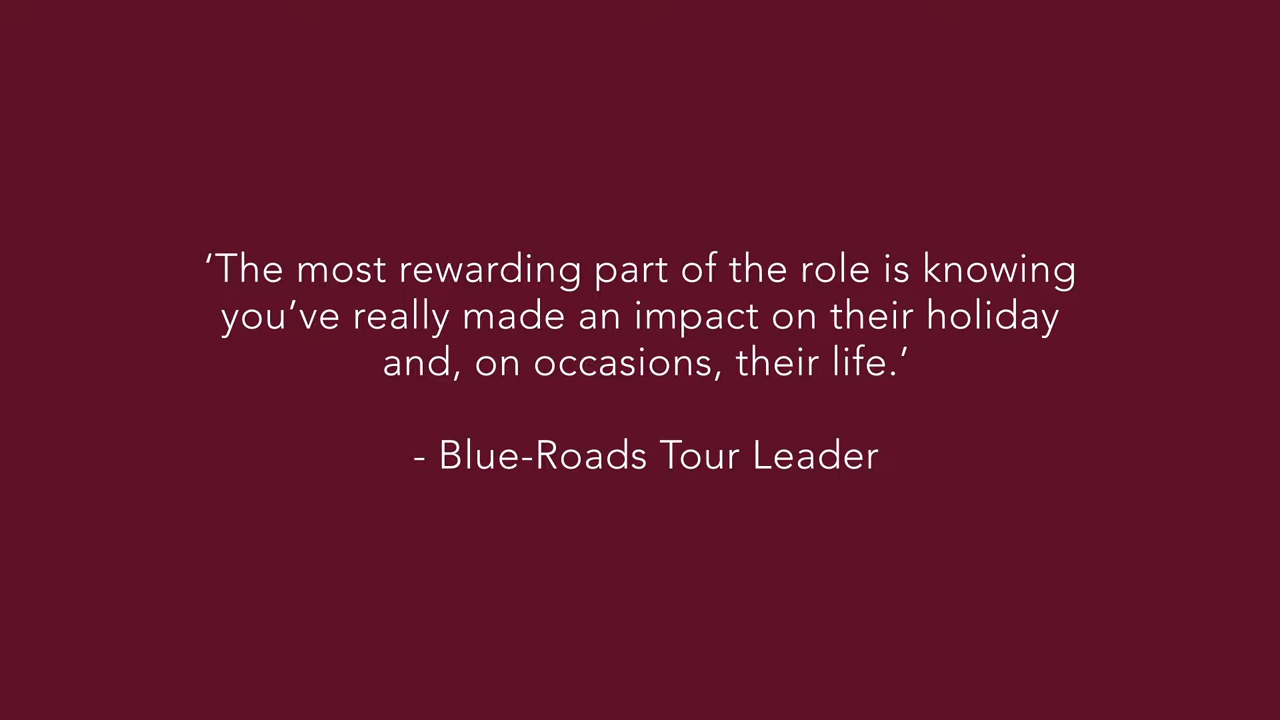 ‘The most rewarding part of the role is knowing
you’ve really made an impact on their holiday
and, on occasions, their life.’
- Blue-Roads Tour Leader